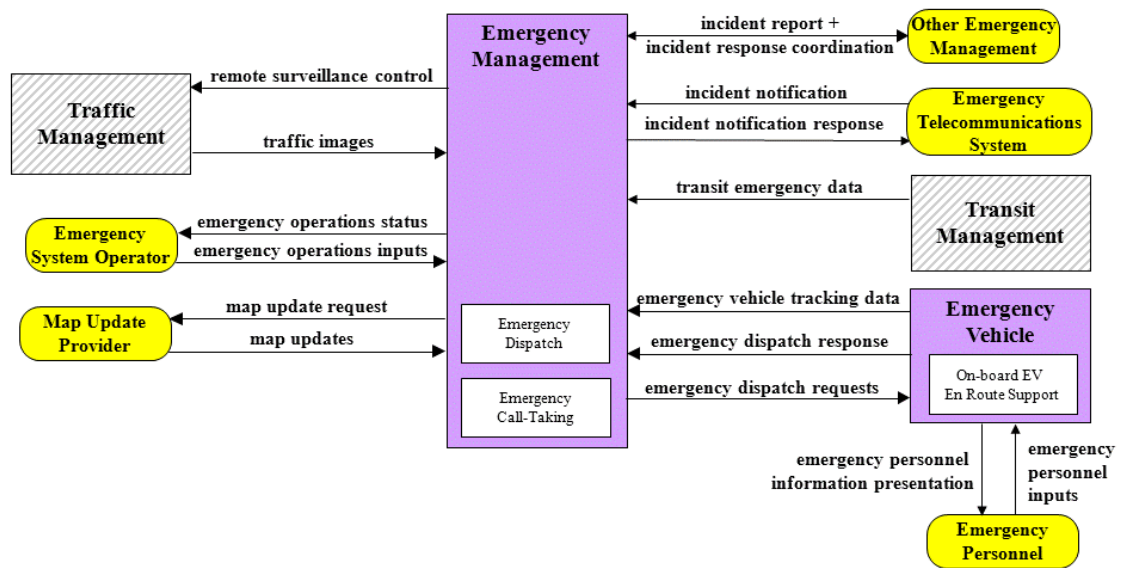 Emergency
Management
incident report +
incident response coordination
Other Emergency
Management
remote surveillance control
Traffic
Management
traffic images
incident notification
incident notification response
Emergency
Telecommunications
System
transit emergency data
Transit
Management
emergency operations status
Emergency
System Operator
emergency operations inputs
map update request
Map Update
Provider
map updates
Emergency
Dispatch
Emergency
Call-Taking
emergency vehicle tracking data
emergency dispatch response
emergency dispatch requests
Emergency
Vehicle
On-board EV
En Route Support
emergency personnel
information presentation
emergency
personnel
inputs
Emergency
Personnel